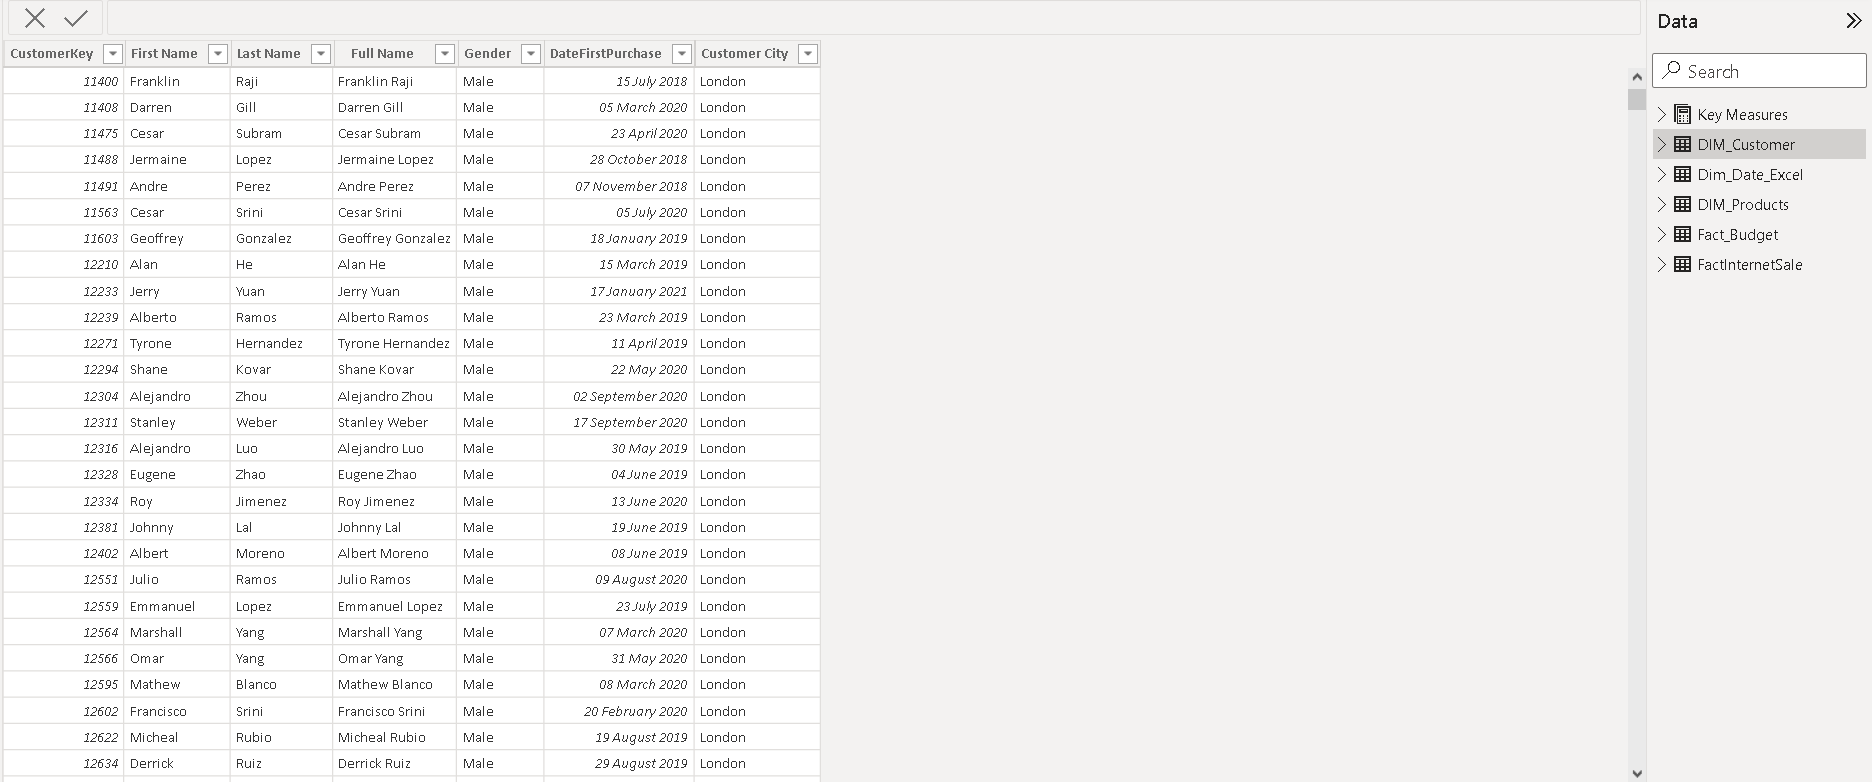 Data
CustomerKey First Name Last Name Full Name Gender DateFirstPurchase Customer City
11400 Franklin Raji Franklin Raji Male 15 July 2018 London
11408 Darren Gill Darren Gill Male 05 March 2020 London
11475 Cesar Subram Cesar Subram Male 23 April 2020 London
11488 Jermaine Lopez Jermaine Lopez Male 28 October 2018 London
11491 Andre Perez Andre Perez Male 07 November 2018 London
11563 Cesar Srini Cesar Srini Male 05 July 2020 London
11603 Geoffrey Gonzalez Geoffrey Gonzalez Male 18 January 2019 London
12210 Alan He Alan He Male 15 March 2019 London
12233 Jerry Yuan Jerry Yuan Male 17 January 2021 London
12239 Alberto Ramos Alberto Ramos Male 23 March 2019 London
12271 Tyrone Hernandez Tyrone Hernandez Male 11 April 2019 London
12294 Shane Kovar Shane Kovar Male 22 May 2020 London
12304 Alejandro Zhou Alejandro Zhou Male 02 September 2020 London
12311 Stanley Weber Stanley Weber Male 17 September 2020 London
12316 Alejandro Luo Alejandro Luo Male 30 May 2019 London
12328 Eugene Zhao Eugene Zhao Male 04 June 2019 London
12334 Roy Jimenez Roy Jimenez Male 13 June 2020 London
12381 Johnny Lal Johnny Lal Male 19 June 2019 London
12402 Albert Moreno Albert Moreno Male 08 June 2019 London
12551 Julio Ramos Julio Ramos Male 09 August 2020 London
12559 Emmanuel Lopez Emmanuel Lopez Male 23 July 2019 London
12564 Marshall Yang Marshall Yang Male 07 March 2020 London
12566 Omar Yang Omar Yang Male 31 May 2020 London
12595 Mathew Blanco Mathew Blanco Male 08 March 2020 London
12602 Francisco Srini Francisco Srini Male 20 February 2020 London
12622 Micheal Rubio Micheal Rubio Male 19 August 2019 London
12634 Derrick Ruiz Derrick Ruiz Male 29 August 2019 London
Search
Key Measures
DIM_Customer
Dim_Date_Excel
DIM_Products
Fact_Budget
FactInternetSale